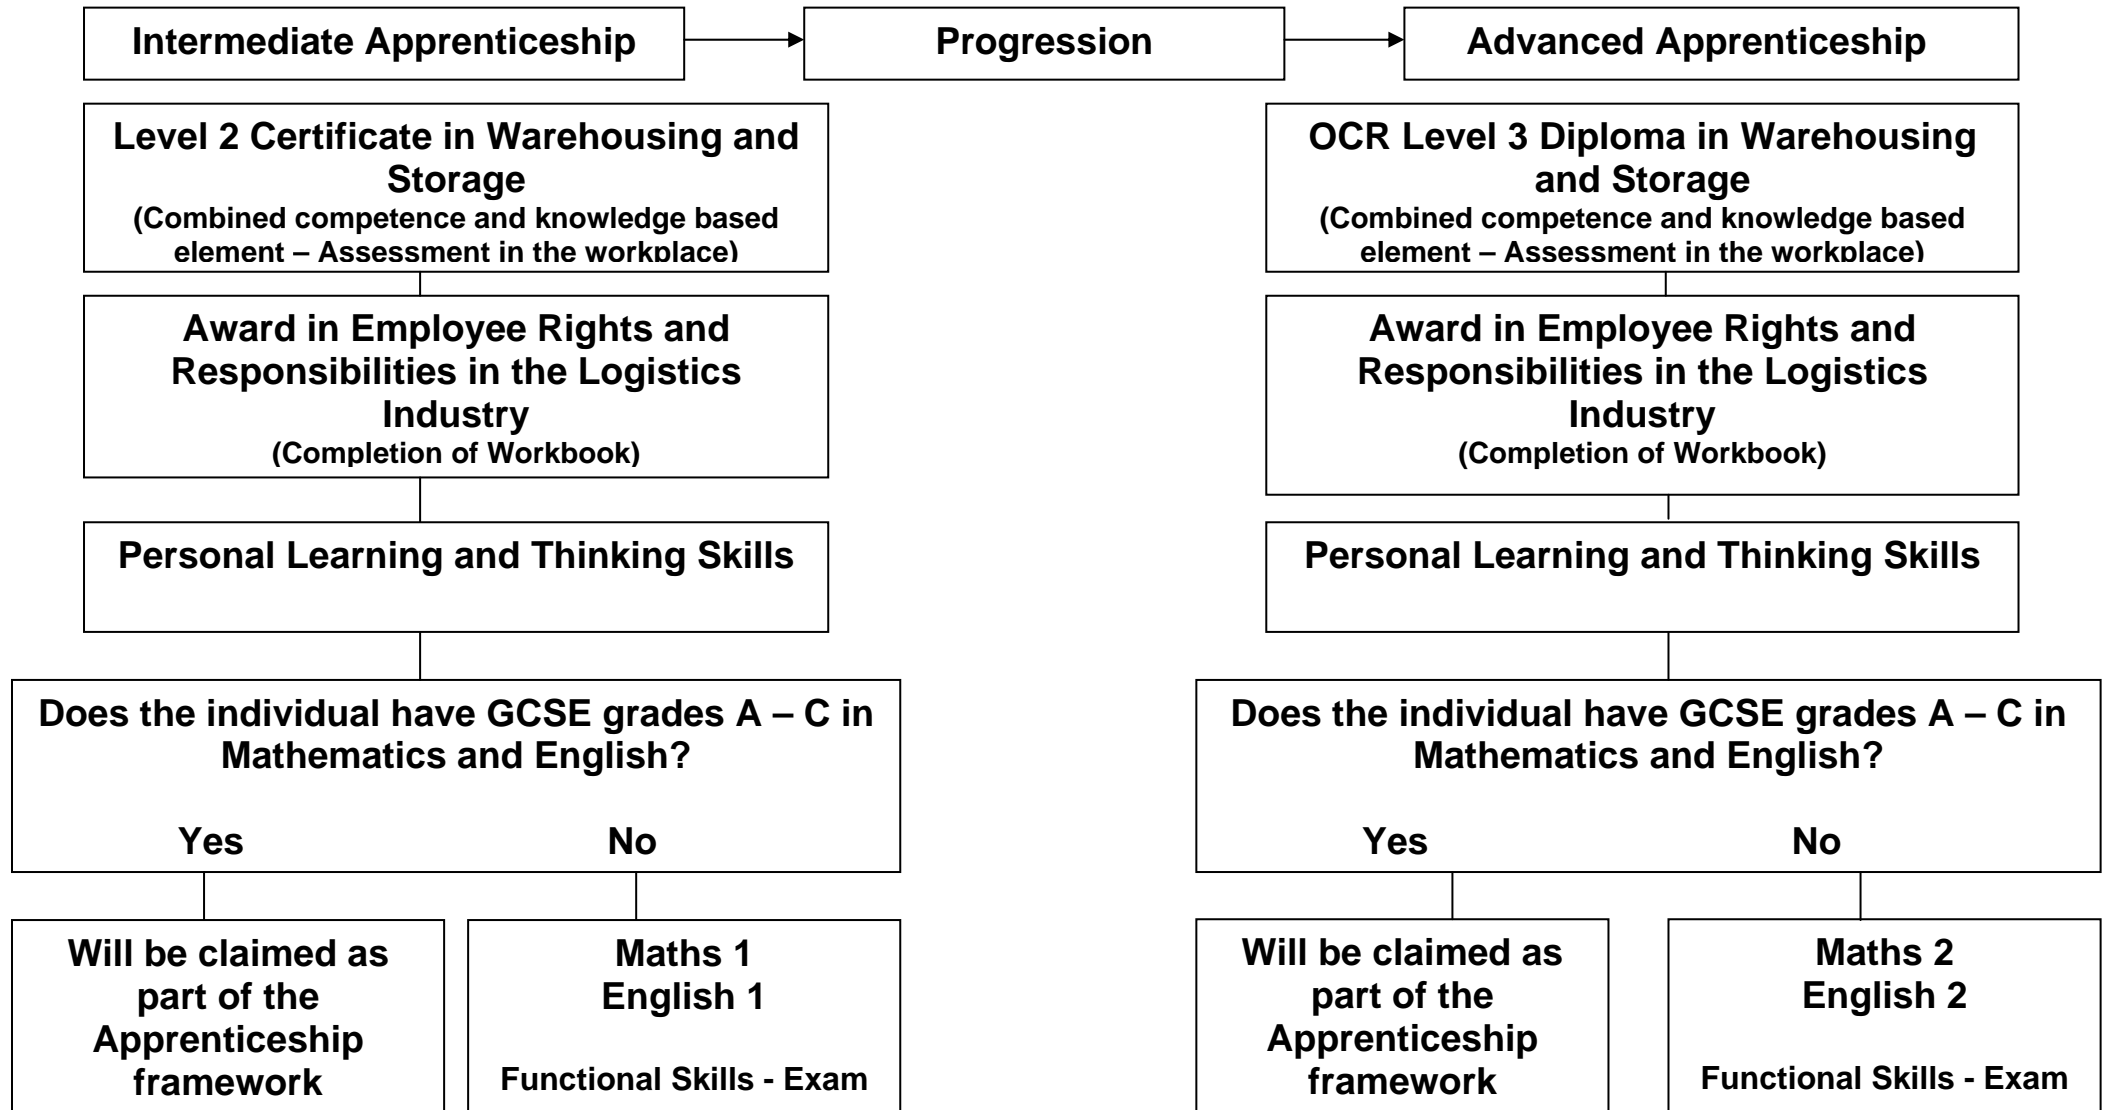 Intermediate Apprenticeship
Progression
Advanced Apprenticeship
Level 2 Certificate in Warehousing and
Storage
(Combined competence and knowledge based
element – Assessment in the workplace)
Award in Employee Rights and
Responsibilities in the Logistics
Industry
(Completion of Workbook)
Personal Learning and Thinking Skills
Does the individual have GCSE grades A – C in
Mathematics and English?
Yes
No
Will be claimed as
part of the
Apprenticeship
framework
Maths 1
English 1
Functional Skills - Exam
OCR Level 3 Diploma in Warehousing
and Storage
(Combined competence and knowledge based
element – Assessment in the workplace)
Award in Employee Rights and
Responsibilities in the Logistics
Industry
(Completion of Workbook)
Personal Learning and Thinking Skills
Does the individual have GCSE grades A – C in
Mathematics and English?
Yes
No
Will be claimed as
part of the
Apprenticeship
framework
Maths 2
English 2
Functional Skills - Exam